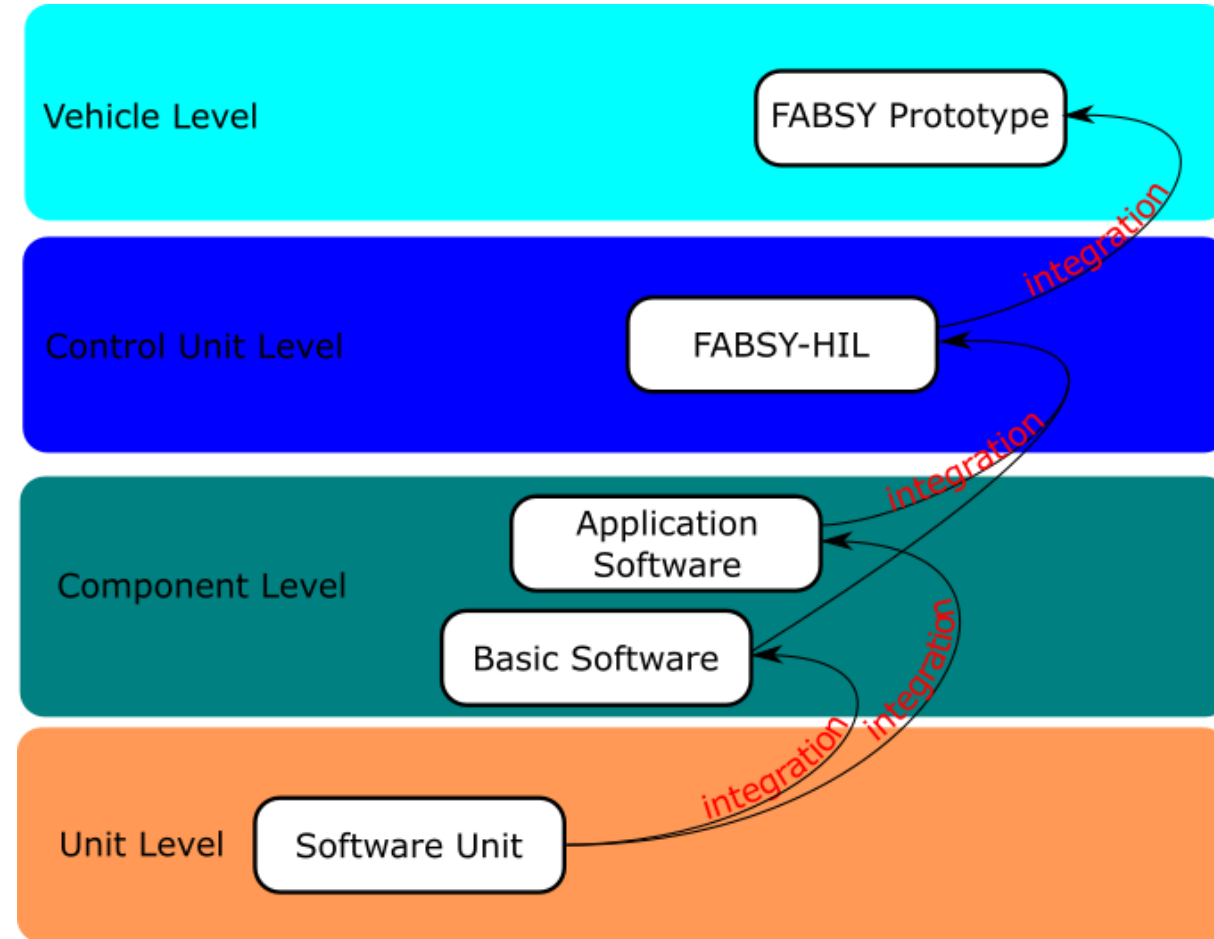 Vehicle Level
FABSY Prototype
integration
Control Unit Level
FABSY-HIL
integration
Application
Software
Component Level
integration
Basic Software
integration
Unit Level
Software Unit